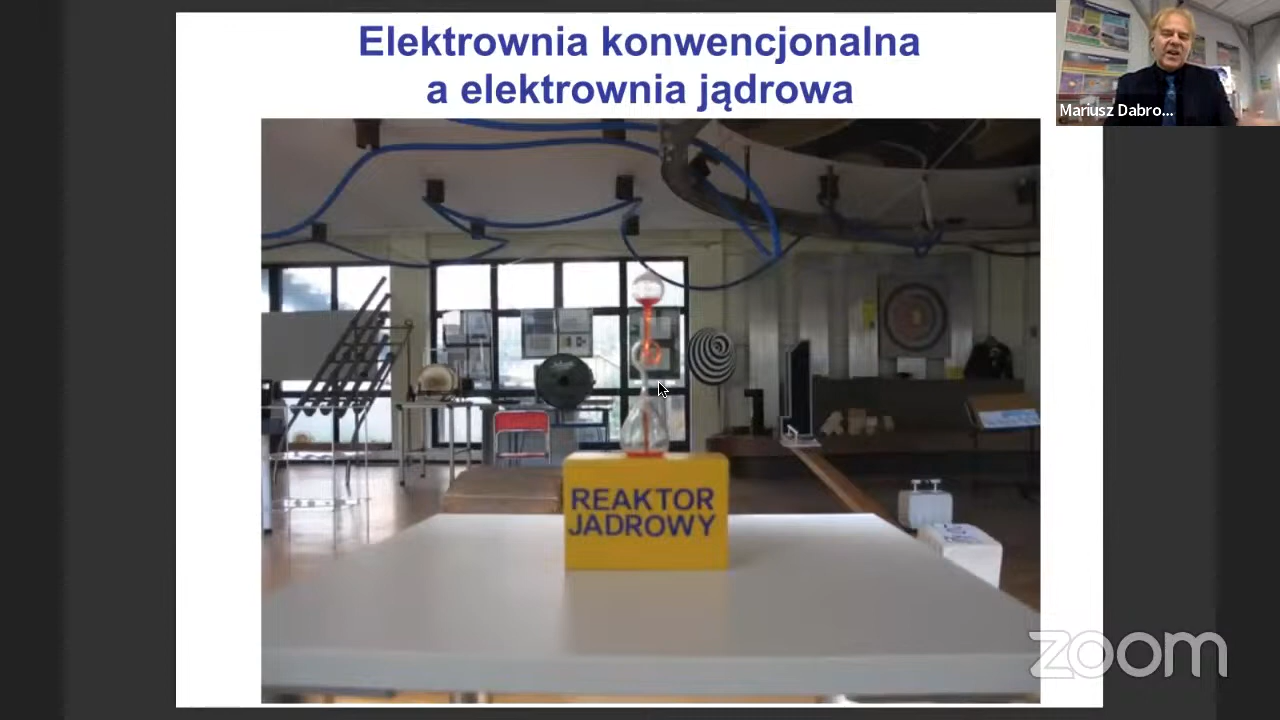 Elektrownia konwencjonalna
a elektrownia jądrowa
Mariusz Dabro...
REAKTOR
JADROWY
zoom